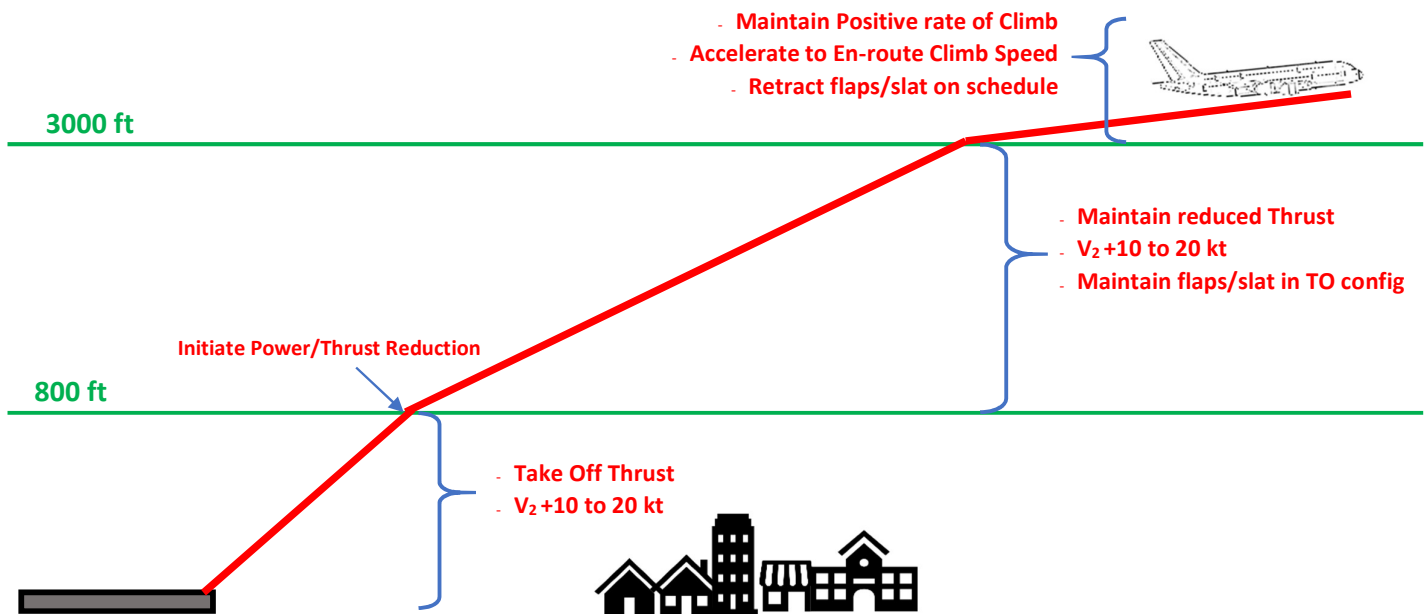 - Maintain Positive rate of Climb
- Accelerate to En-route Climb Speed
- Retract flaps/slat on schedule
3000 ft
- Maintain reduced Thrust
- V₂ +10 to 20 kt
- Maintain flaps/slat in TO config
Initiate Power/Thrust Reduction
800 ft
- Take Off Thrust
- V₂ +10 to 20 kt